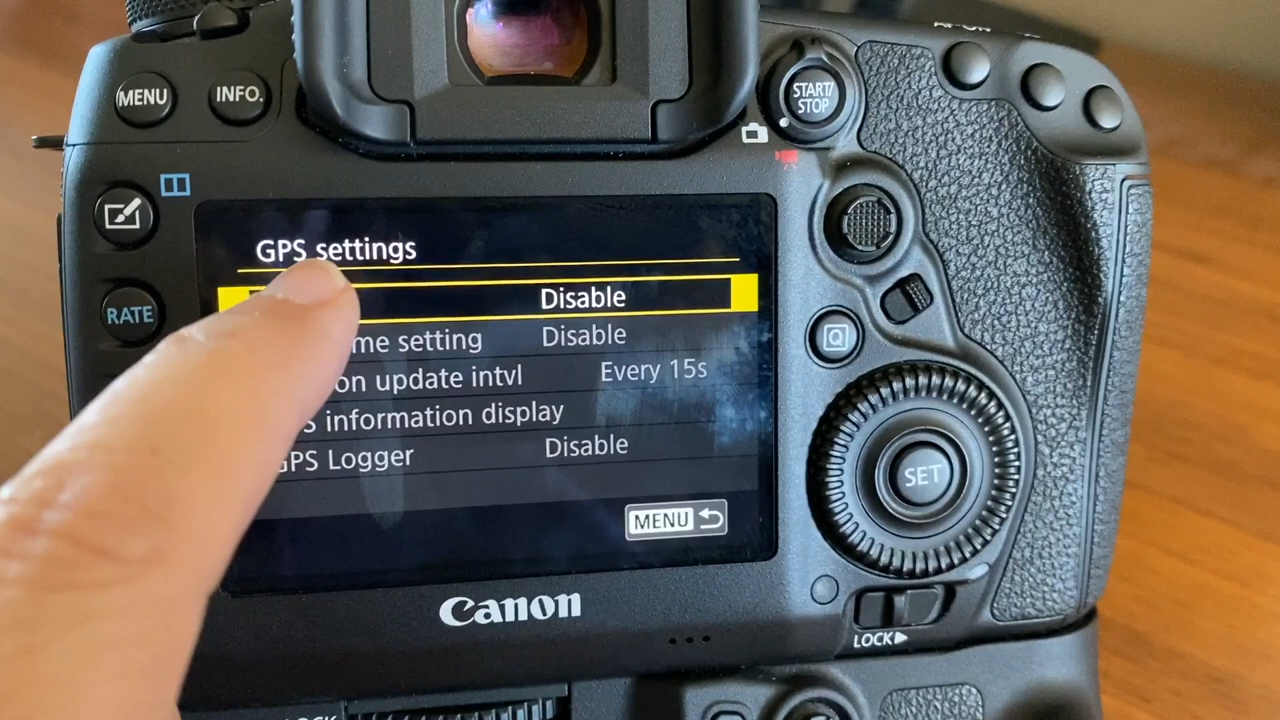 MENU
INFO.
START/
STOP
GPS settings
Disable
me setting Disable
on update intvl Every 15s
S information display
GPS Logger Disable
MENU
RATE
Q
SET
Canon
LOCK
LOCK